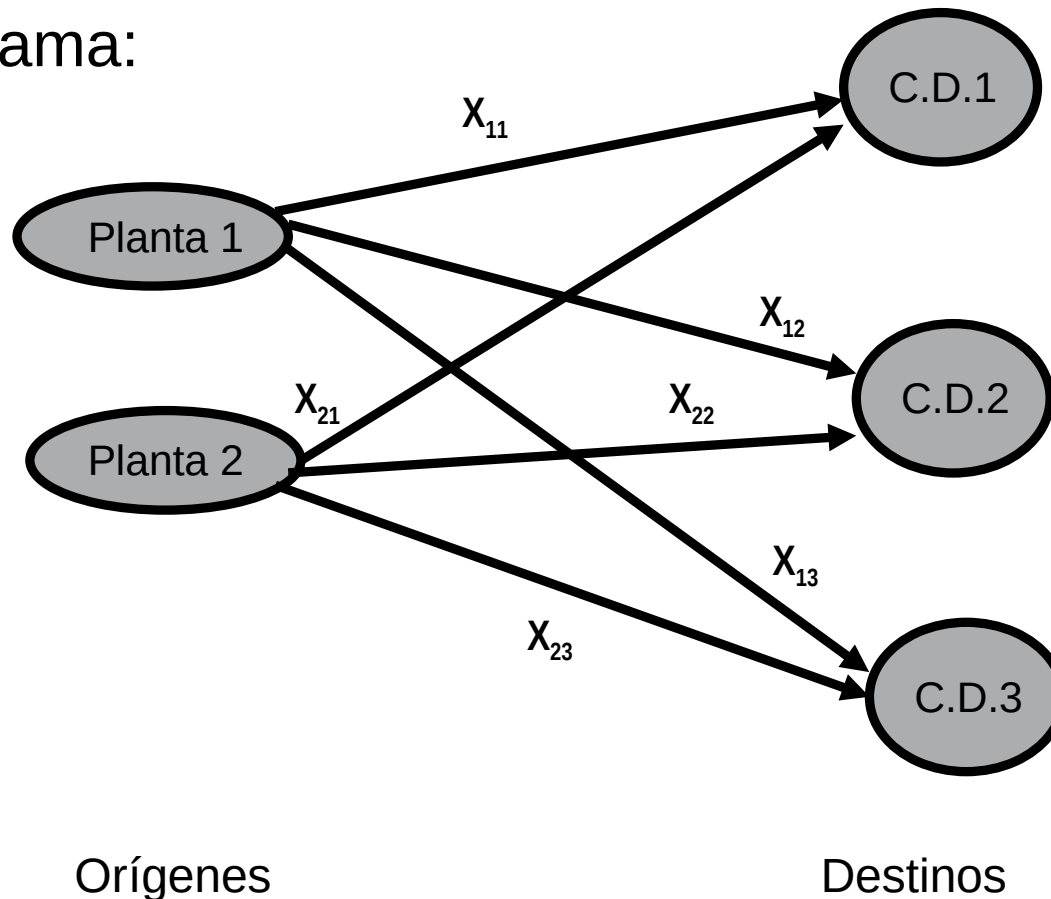 ama:
C.D.1
X11
Planta 1
X12
C.D.2
X21
X22
Planta 2
X13
X23
C.D.3
Orígenes
Destinos